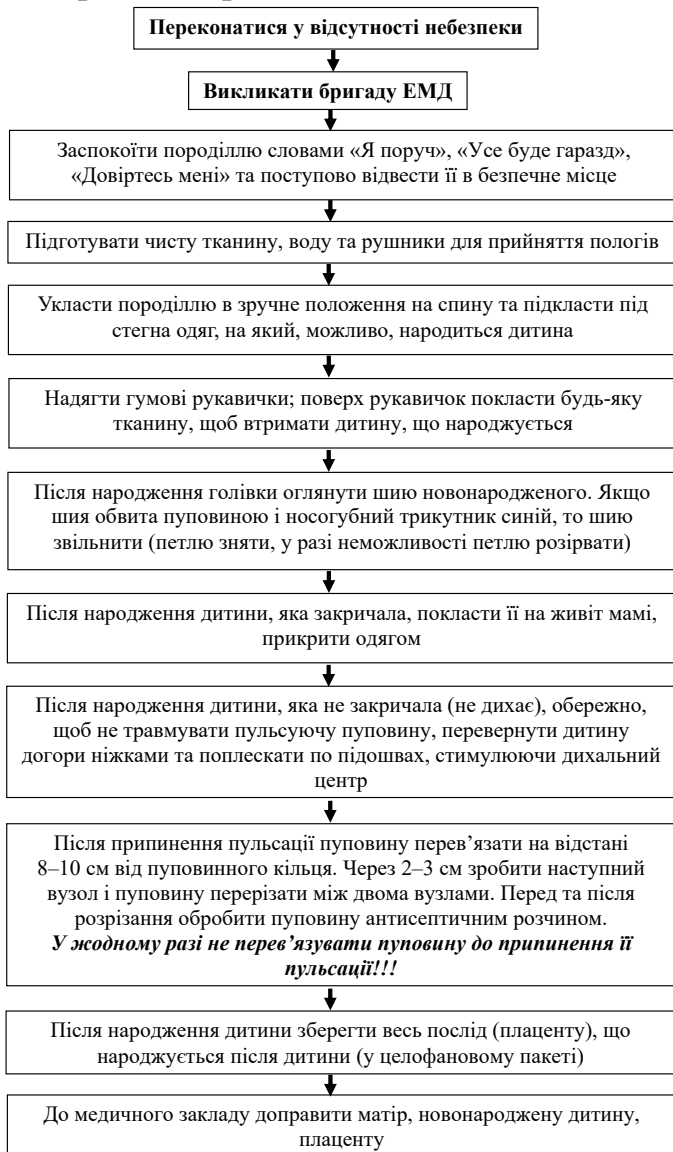 Переконатися у відсутності небезпеки
Викликати бригаду ЕМД
Заспокоїти породіллю словами «Я поруч», «Усе буде гаразд»,
«Довіртесь мені» та поступово відвести її в безпечне місце
Підготувати чисту тканину, воду та рушники для прийняття пологів
Укласти породіллю в зручне положення на спину та підкласти під
стегна одяг, на який, можливо, народиться дитина
Надягти гумові рукавички; поверх рукавичок покласти будь-яку
тканину, щоб втримати дитину, що народжується
Після народження голівки оглянути шию новонародженого. Якщо
шия обвита пуповиною і носогубний трикутник синій, то шию
звільнити (петлю зняти, у разі неможливості петлю розірвати)
Після народження дитини, яка закричала, покласти її на живіт мамі,
прикрити одягом
Після народження дитини, яка не закричала (не дихає), обережно,
щоб не травмувати пульсуючу пуповину, перевернути дитину
догори ніжками та поплескати по підошвах, стимулюючи дихальний
центр
Після припинення пульсації пуповину перев’язати на відстані
8–10 см від пуповинного кільця. Через 2–3 см зробити наступний
вузол і пуповину перерізати між двома вузлами. Перед та після
розрізання обробити пуповину антисептичним розчином.
У жодному разі не перев’язувати пуповину до припинення її
пульсації!!!
Після народження дитини зберегти весь послід (плаценту), що
народжується після дитини (у целофановому пакеті)
До медичного закладу доправити матір, новонароджену дитину,
плаценту